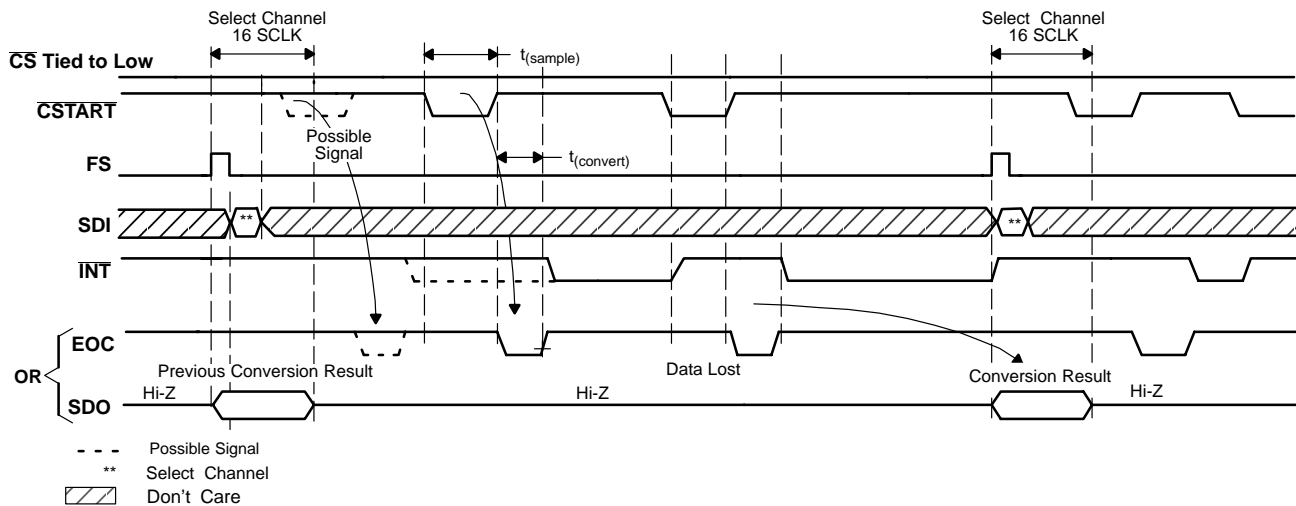 Select Channel
16 SCLK
Select Channel
16 SCLK
CS Tied to Low
t(sample)
CSTART
Possible
Signal
t(convert)
FS
SDI
**
**
INT
EOC
OR
Previous Conversion Result
Data Lost
Conversion Result
Hi-Z
Hi-Z
Hi-Z
SDO
Possible Signal
** Select Channel
Don't Care